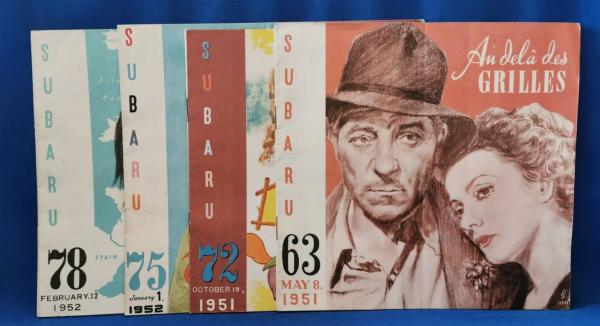 SUBARU
78
FEBRUARY, 12
1952
SPAIN
SUBARU
75
January 1,
1952
SUBARU
72
OCTOBER 10,
1951
SUBARU
63
MAY 8,
1951
Au delà des
GRILLES